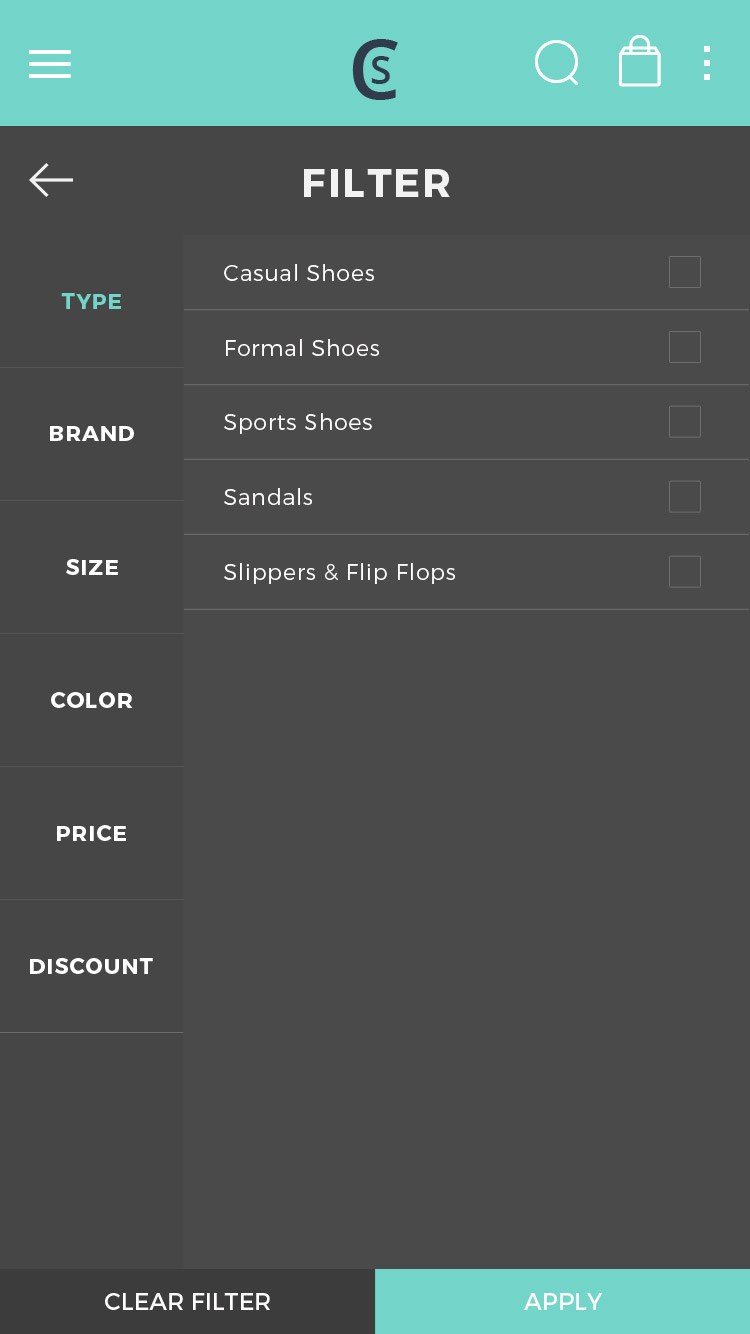 CS
FILTER
TYPE
Casual Shoes
Formal Shoes
BRAND
Sports Shoes
Sandals
SIZE
Slippers & Flip Flops
COLOR
PRICE
DISCOUNT
CLEAR FILTER
APPLY